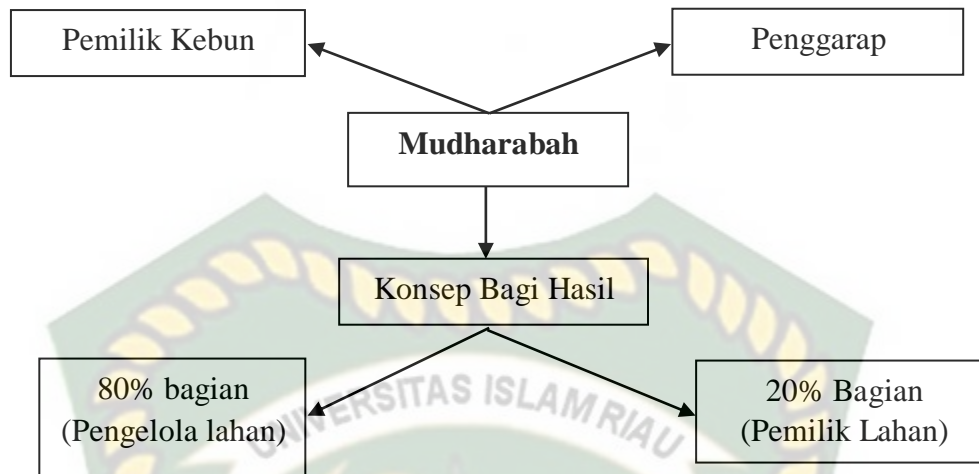 Pemilik Kebun
Penggarap
Mudharabah
Konsep Bagi Hasil
80% bagian
(Pengelola lahan)
20% Bagian
(Pemilik Lahan)
UNIVERSITAS ISLAM RIAU